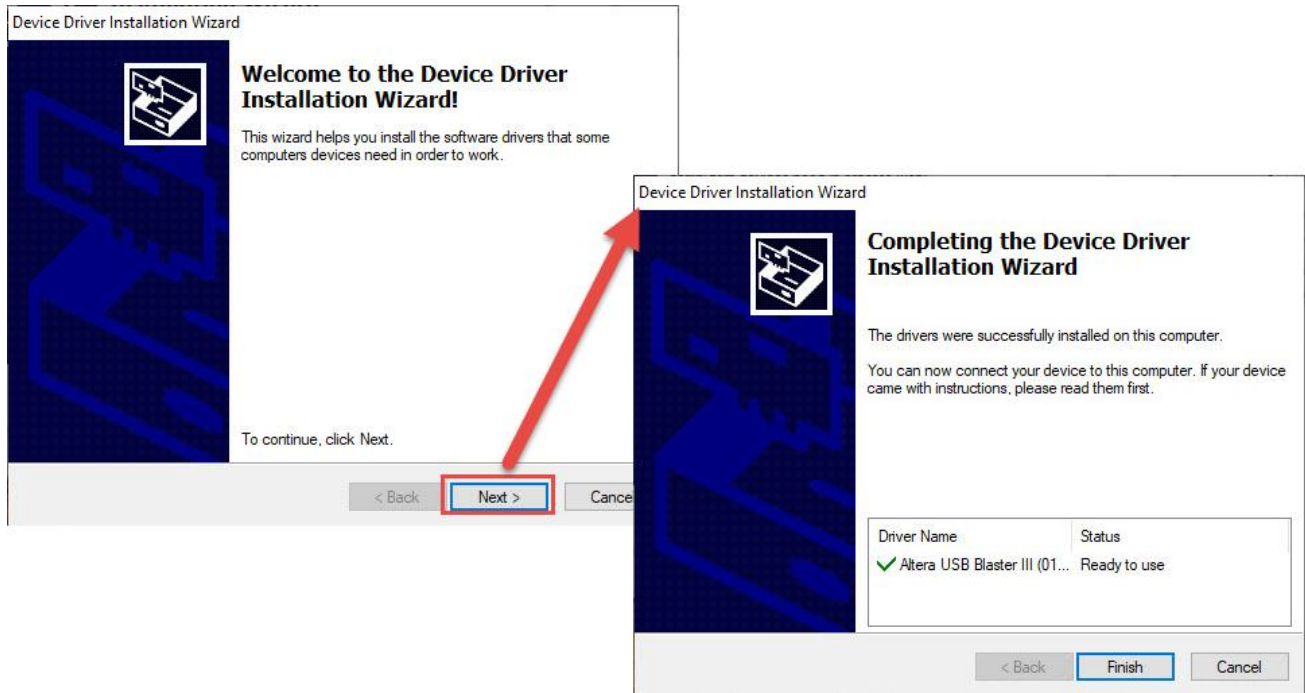 Device Driver Installation Wizard
Welcome to the Device Driver
Installation Wizard!
This wizard helps you install the software drivers that some
computers devices need in order to work.
To continue, click Next.
< Back
Next >
Device Driver Installation Wizard
Completing the Device Driver
Installation Wizard
The drivers were successfully installed on this computer.
You can now connect your device to this computer. If your device
came with instructions, please read them first.
Driver Name Status
Altera USB Blaster III (01... Ready to use
< Back
Finish
Cancel